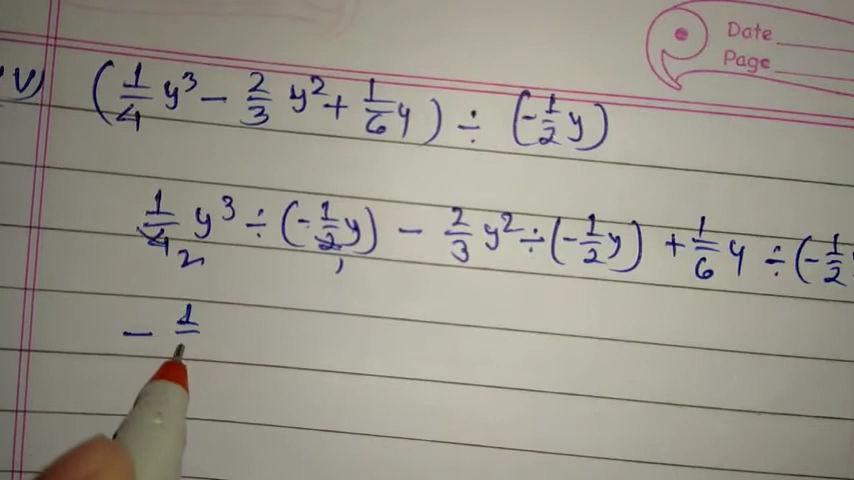 Date
Page
v) (1/4 y³ - 2/3 y² + 1/6 y) ÷ (-1/2 y)
1/4 y³ ÷ (-1/2 y) - 2/3 y² ÷ (-1/2 y) + 1/6 y ÷ (-1/2 y
2 1
- 1